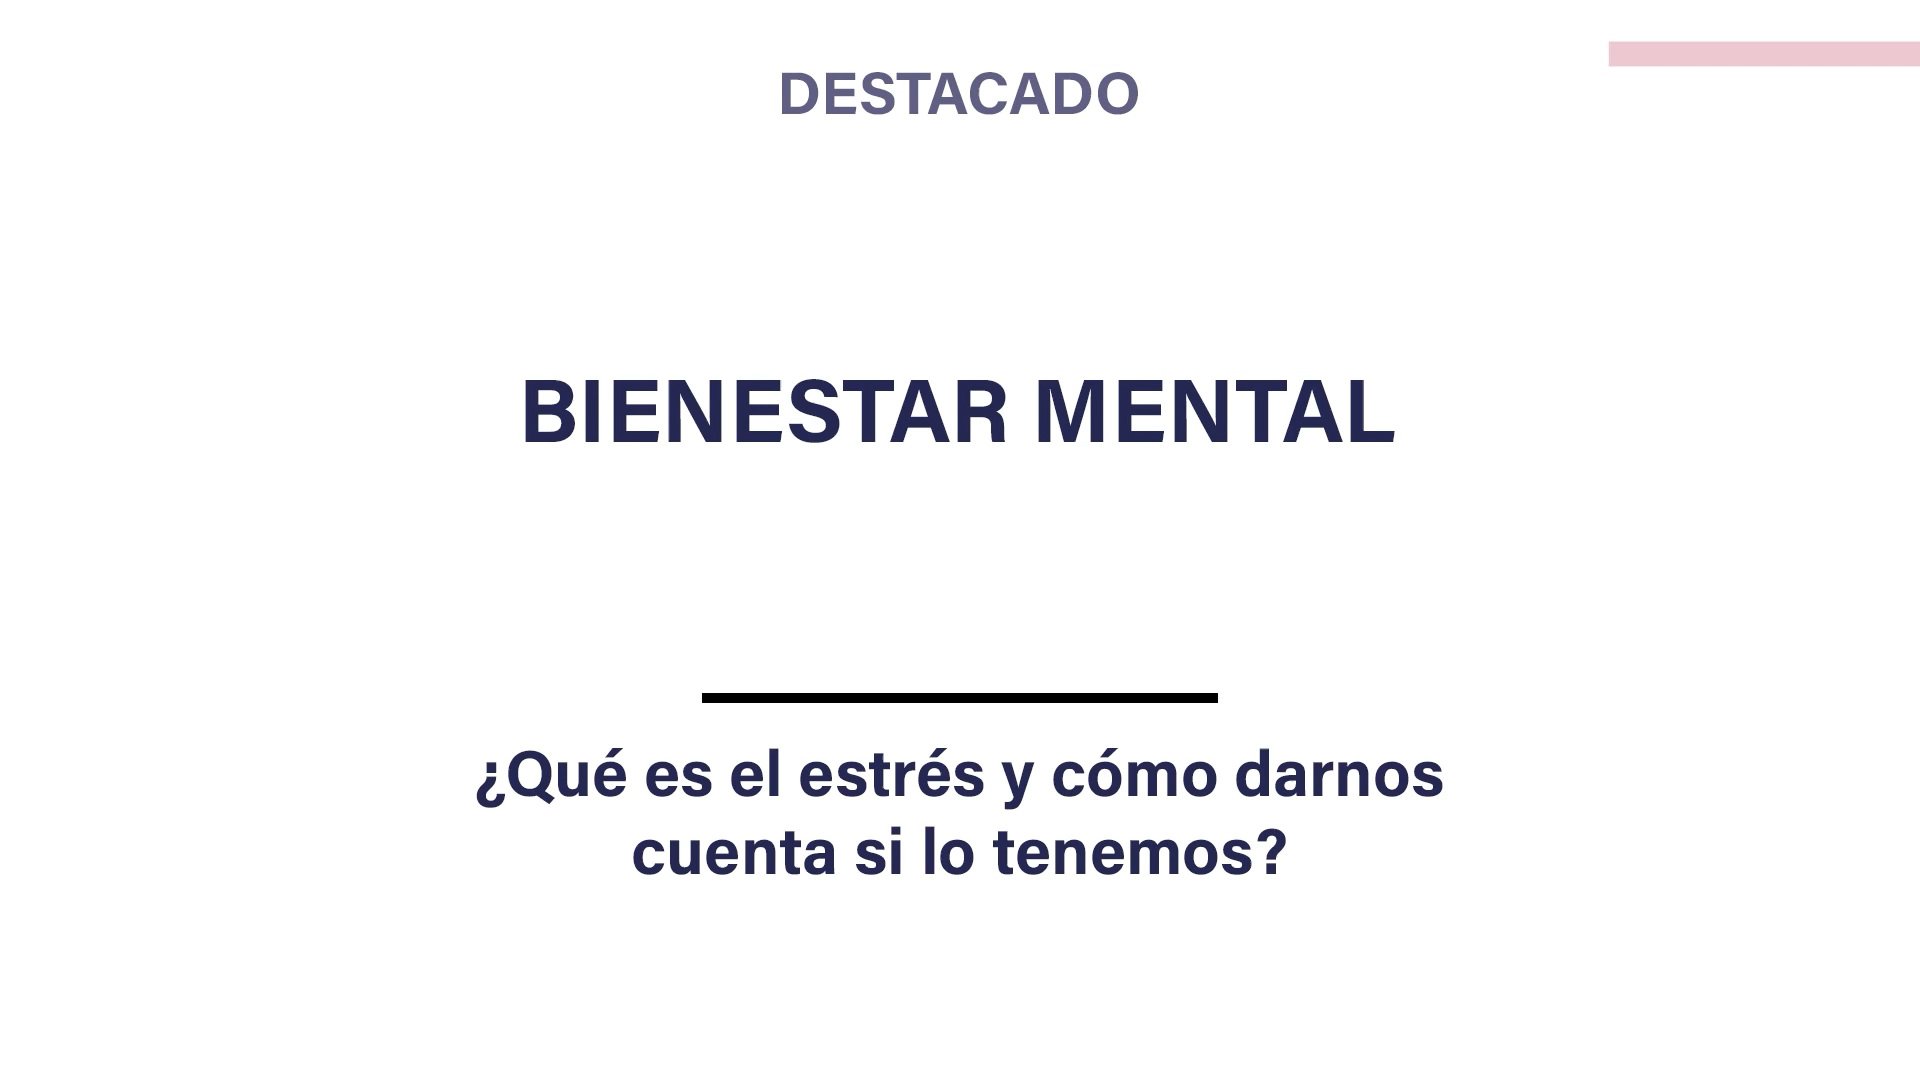 DESTACADO
BIENESTAR MENTAL
¿Qué es el estrés y cómo darnos
cuenta si lo tenemos?